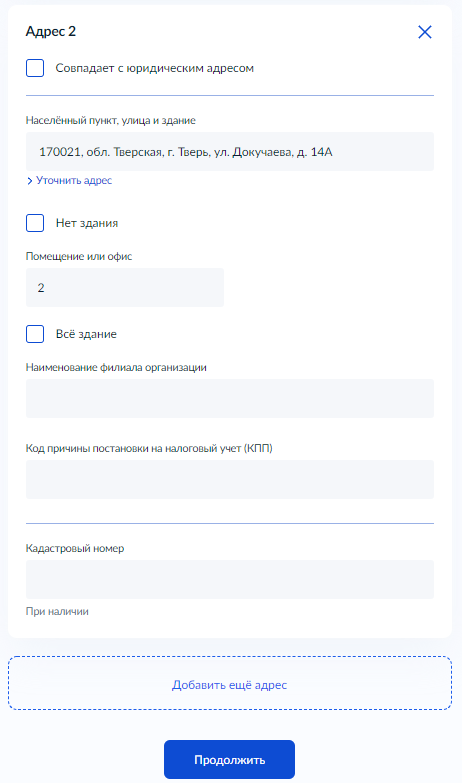 Адрес 2
Совпадает с юридическим адресом
Населённый пункт, улица и здание
170021, обл. Тверская, г. Тверь, ул. Докучаева, д. 14А
Уточнить адрес
Нет здания
Помещение или офис
2
Всё здание
Наименование филиала организации
Код причины постановки на налоговый учет (КПП)
Кадастровый номер
При наличии
Добавить ещё адрес
Продолжить